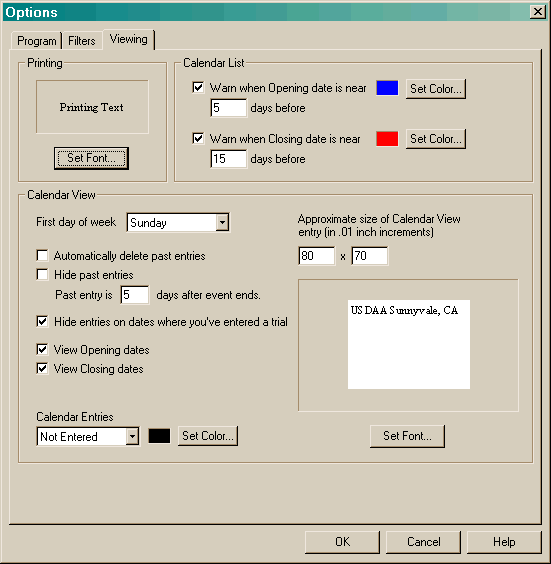 Options
Program Filters Viewing
Printing
Printing Text
Set Font...
Calendar List
Warn when Opening date is near Set Color...
5 days before
Warn when Closing date is near Set Color...
15 days before
Calendar View
First day of week Sunday
Automatically delete past entries
Hide past entries
Past entry is 5 days after event ends.
Hide entries on dates where you've entered a trial
View Opening dates
View Closing dates
Calendar Entries
Not Entered Set Color...
Approximate size of Calendar View
entry (in .01 inch increments)
80 x 70
USDAA Sunnyvale, CA
Set Font...
OK Cancel Help